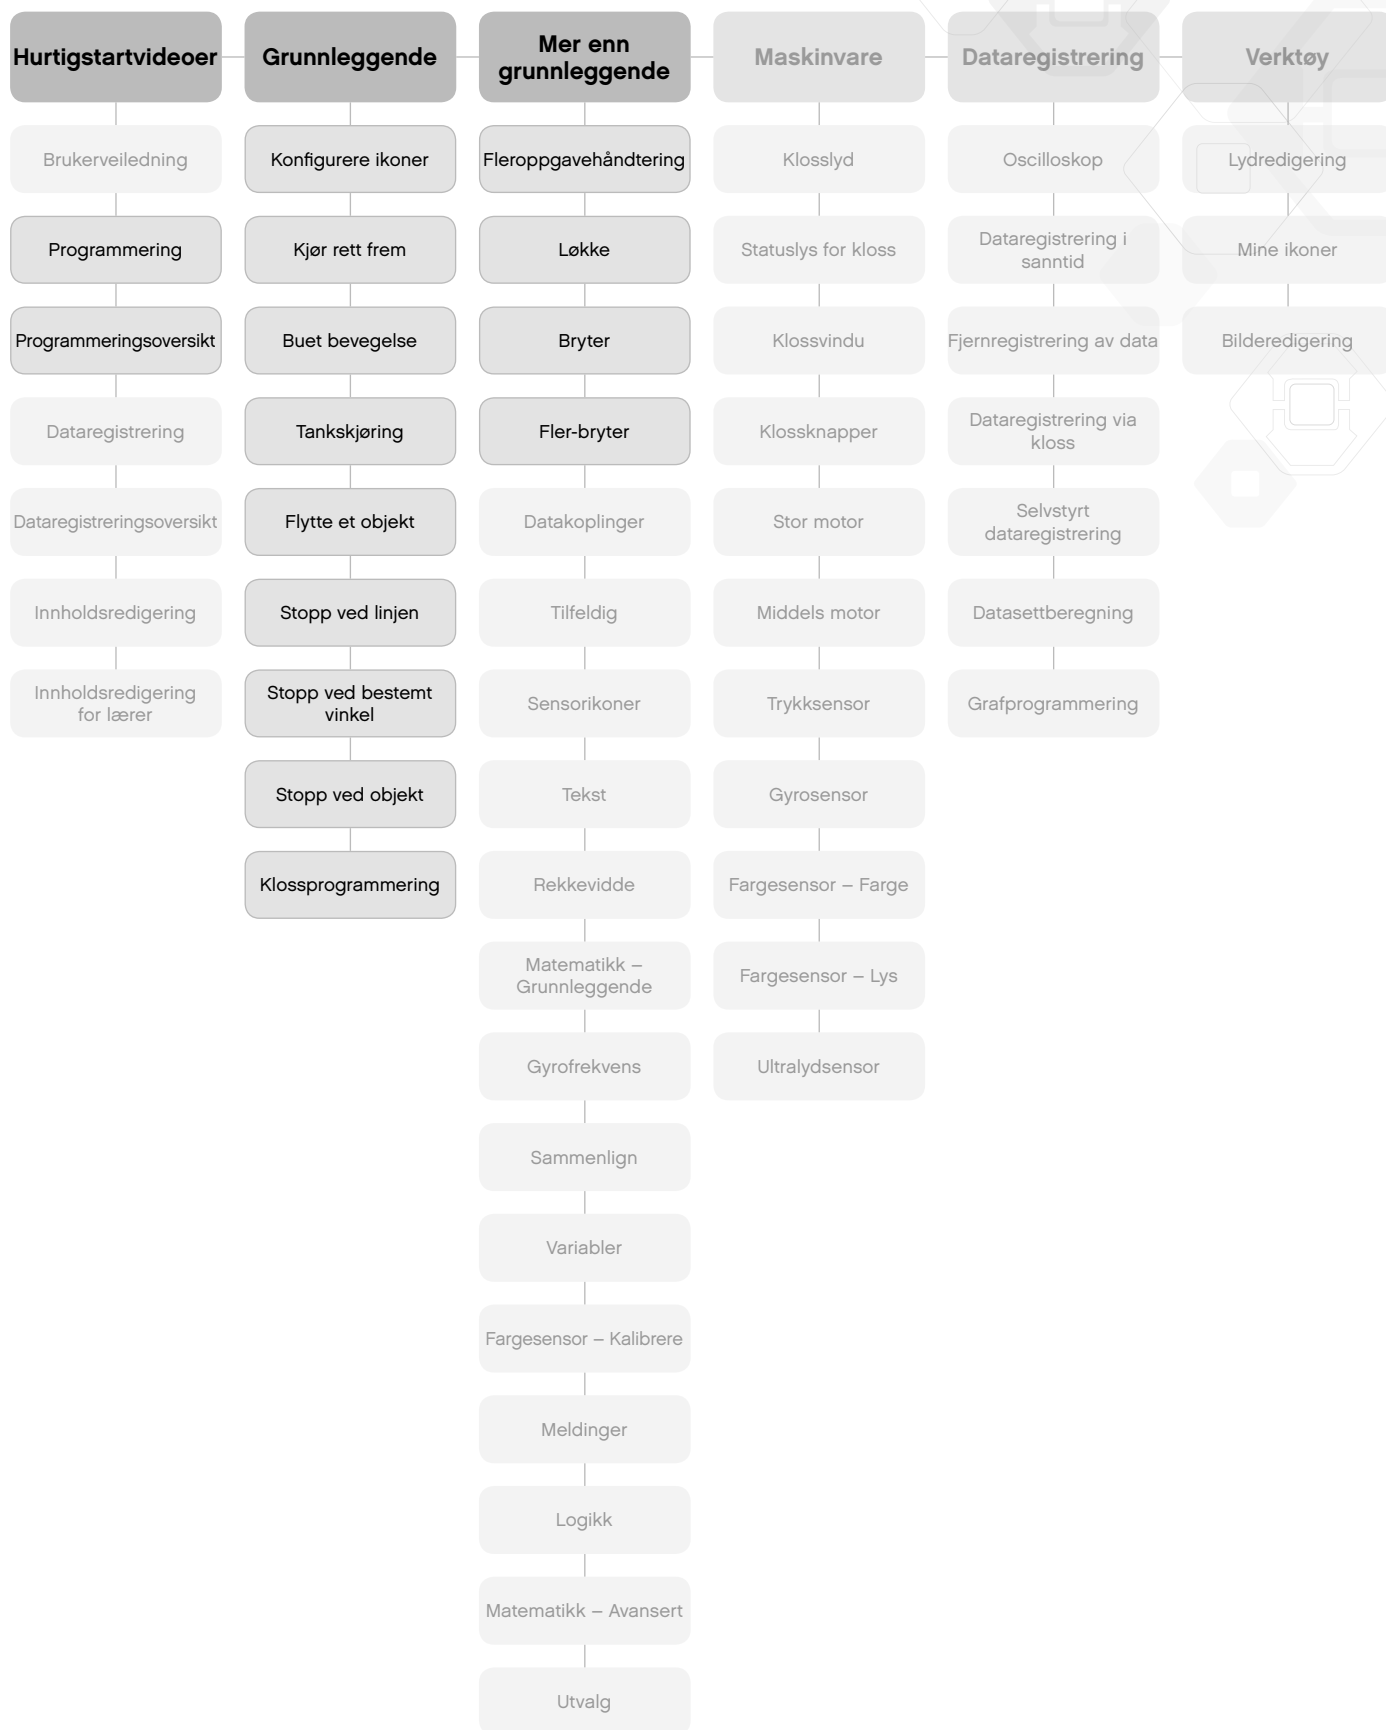 Hurtigstartvideoer
Grunnleggende
Mer enn
grunnleggende
Maskinvare
Dataregistrering
Verktøy
Brukerveiledning
Programmering
Programmeringsoversikt
Dataregistrering
Dataregistreringsoversikt
Innholdsredigering
Innholdsredigering
for lærer
Konfigurere ikoner
Kjør rett frem
Buet bevegelse
Tankskjøring
Flytte et objekt
Stopp ved linjen
Stopp ved bestemt
vinkel
Stopp ved objekt
Klossprogrammering
Fleroppgavehåndtering
Løkke
Bryter
Fler-bryter
Datakoplinger
Tilfeldig
Sensorikoner
Tekst
Rekkevidde
Matematikk –
Grunnleggende
Gyrofrekvens
Sammenlign
Variabler
Fargesensor – Kalibrere
Meldinger
Logikk
Matematikk – Avansert
Utvalg
Klosslyd
Statuslys for kloss
Klossvindu
Klossknapper
Stor motor
Middels motor
Trykksensor
Gyrosensor
Fargesensor – Farge
Fargesensor – Lys
Ultralydsensor
Oscilloskop
Dataregistrering i
sanntid
Fjernregistrering av data
Dataregistrering via
kloss
Selvstyrt
dataregistrering
Datasettberegning
Grafprogrammering
Lydredigering
Mine ikoner
Bilderedigering